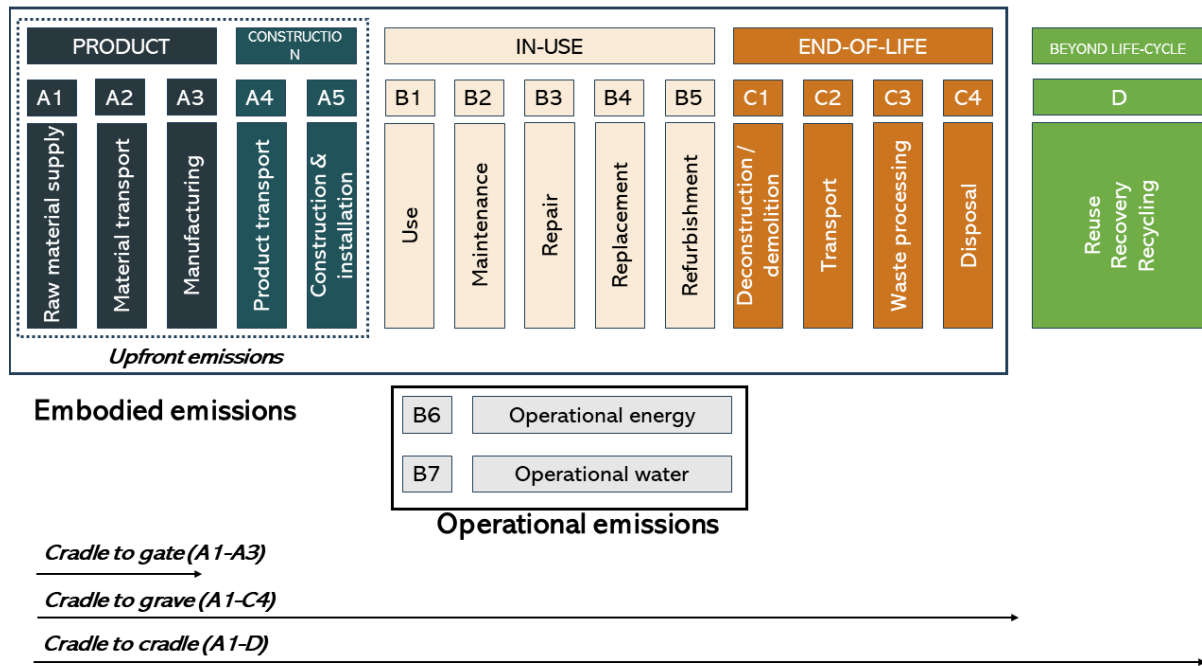 PRODUCT
CONSTRUCTIO
N
IN-USE
END-OF-LIFE
BEYOND LIFE-CYCLE
A1
A2
A3
A4
A5
B1
B2
B3
B4
B5
C1
C2
C3
C4
D
Raw material supply
Material transport
Manufacturing
Product transport
Construction &
installation
Use
Maintenance
Repair
Replacement
Refurbishment
Deconstruction /
demolition
Transport
Waste processing
Disposal
Reuse
Recovery
Recycling
Upfront emissions
Embodied emissions
B6
Operational energy
B7
Operational water
Operational emissions
Cradle to gate (A1-A3)
Cradle to grave (A1-C4)
Cradle to cradle (A1-D)